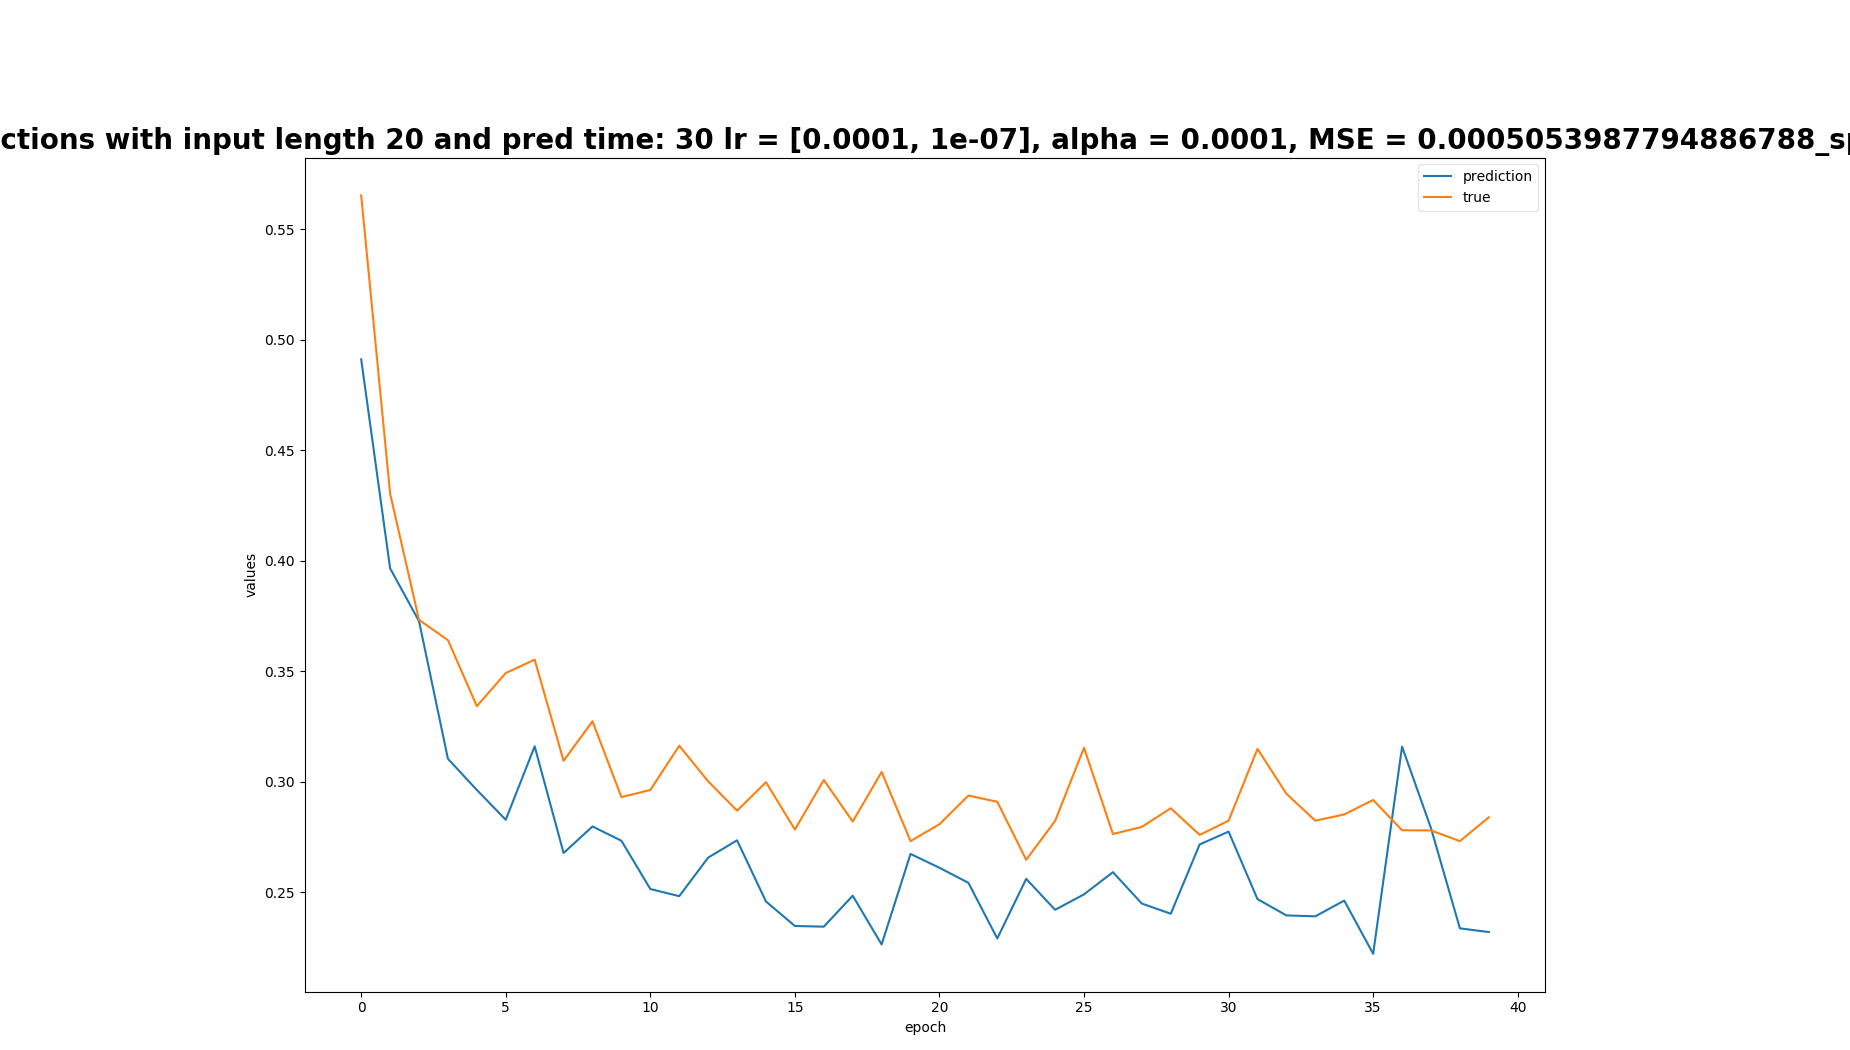 ctions with input length 20 and pred time: 30 lr = [0.0001, 1e-07], alpha = 0.0001, MSE = 0.0005053987794886788_sp
prediction
true
0.55
0.50
0.45
0.40
0.35
0.30
0.25
values
0 5 10 15 20 25 30 35 40
epoch